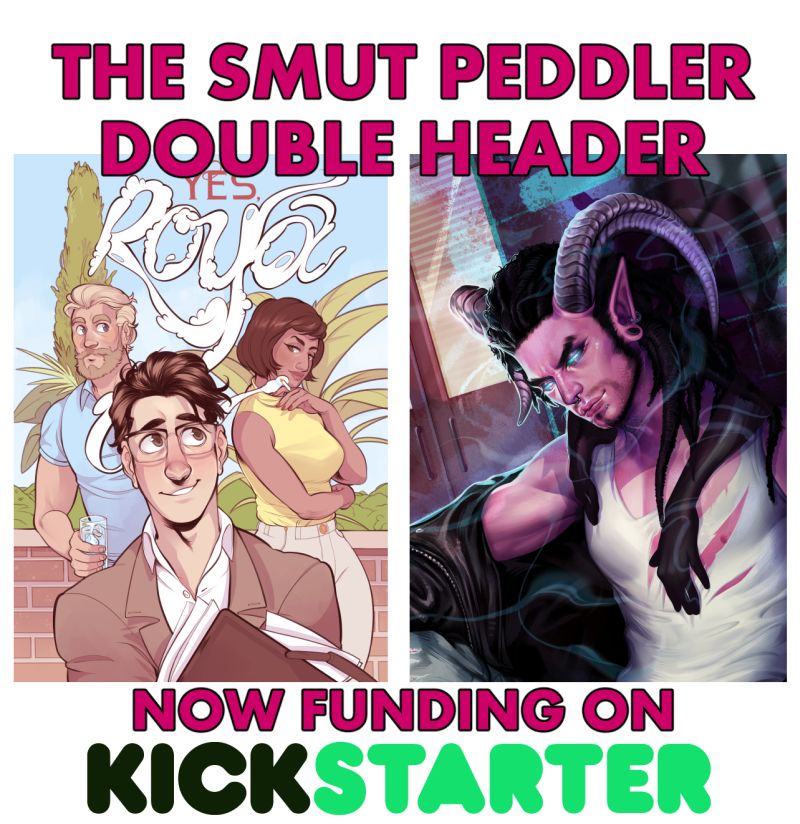 THE SMUT PEDDLER
DOUBLE HEADER
YES,
Roya
NOW FUNDING ON
KICKSTARTER